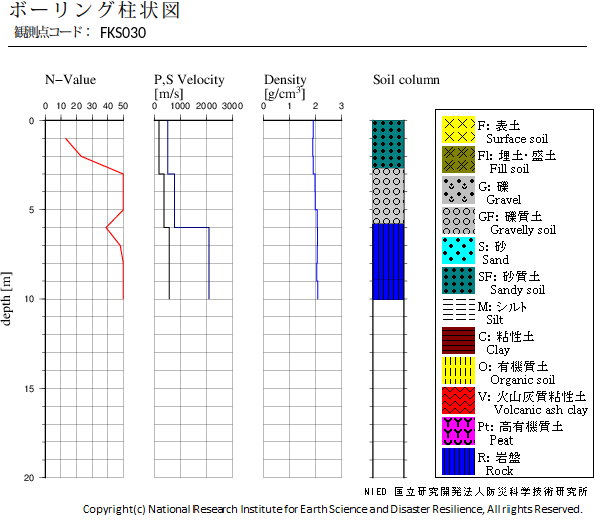 ボーリング柱状図
観測点コード： FKS030
N−Value P,S Velocity Density Soil column
[m/s] [g/cm³]
0 10 20 30 40 50 0 1000 2000 3000 0 1 2 3
0
5
10
15
20
depth [m]
F: 表土
Surface soil
Fl: 埋土・盛土
Fill soil
G: 礫
Gravel
GF: 礫質土
Gravelly soil
S: 砂
Sand
SF: 砂質土
Sandy soil
M: シルト
Silt
C: 粘性土
Clay
O: 有機質土
Organic soil
V: 火山灰質粘性土
Volcanic ash clay
Pt: 高有機質土
Peat
R: 岩盤
Rock
NIED 国立研究開発法人防災科学技術研究所
Copyright(c) National Research Institute for Earth Science and Disaster Resilience, All rights Reserved.